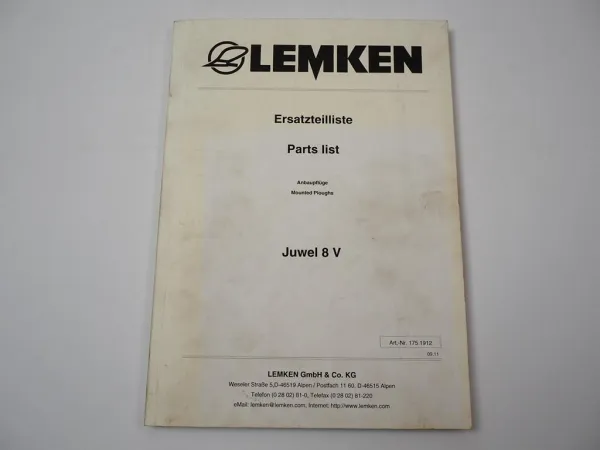 LEMKEN
Ersatzteilliste
Parts list
Anbaupflüge
Mounted Ploughs
Juwel 8 V
Art.-Nr. 175 1912
02-11
LEMKEN GmbH & Co. KG
Weseler Straße 5,D-46519 Alpen / Postfach 11 60, D-46515 Alpen
Telefon (0 28 02) 81-0, Telefax (0 28 02) 81-220
eMail: lemken@lemken.com, Internet: http://www.lemken.com